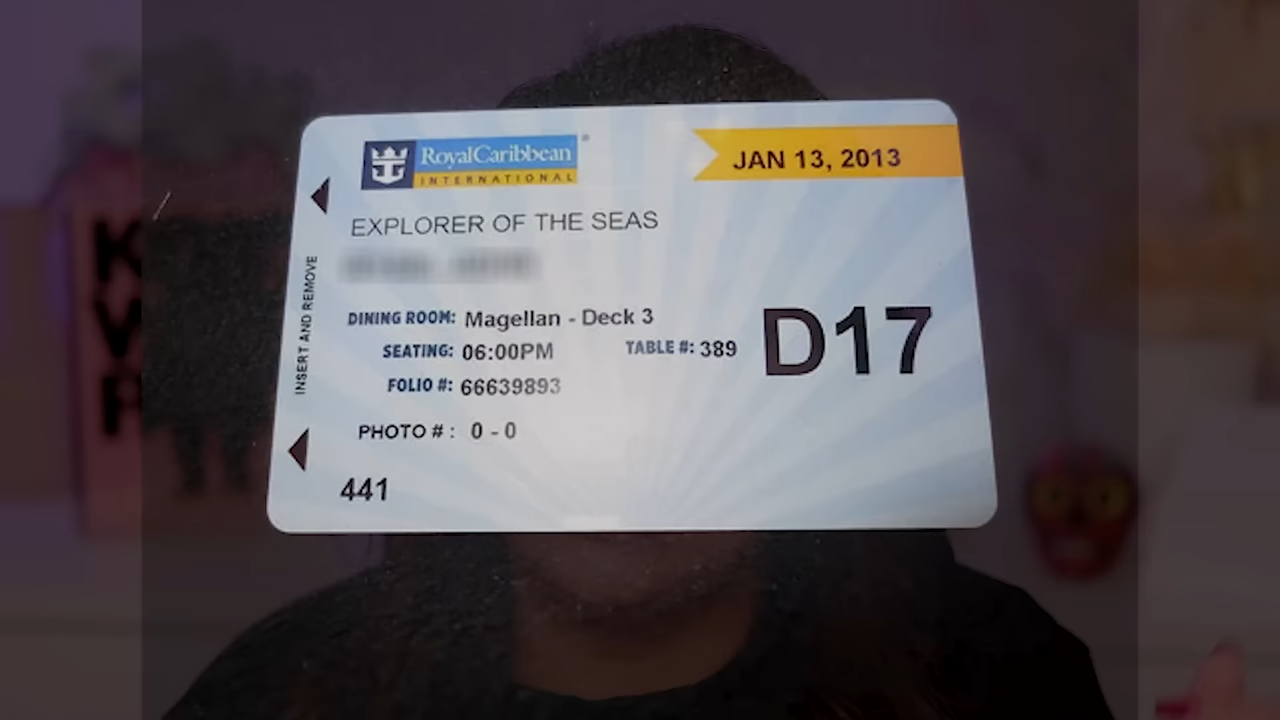 RoyalCaribbean®
INTERNATIONAL
JAN 13, 2013
EXPLORER OF THE SEAS
INSERT AND REMOVE
DINING ROOM: Magellan - Deck 3
SEATING: 06:00PM TABLE #: 389
D17
FOLIO #: 66639893
PHOTO # : 0 - 0
441